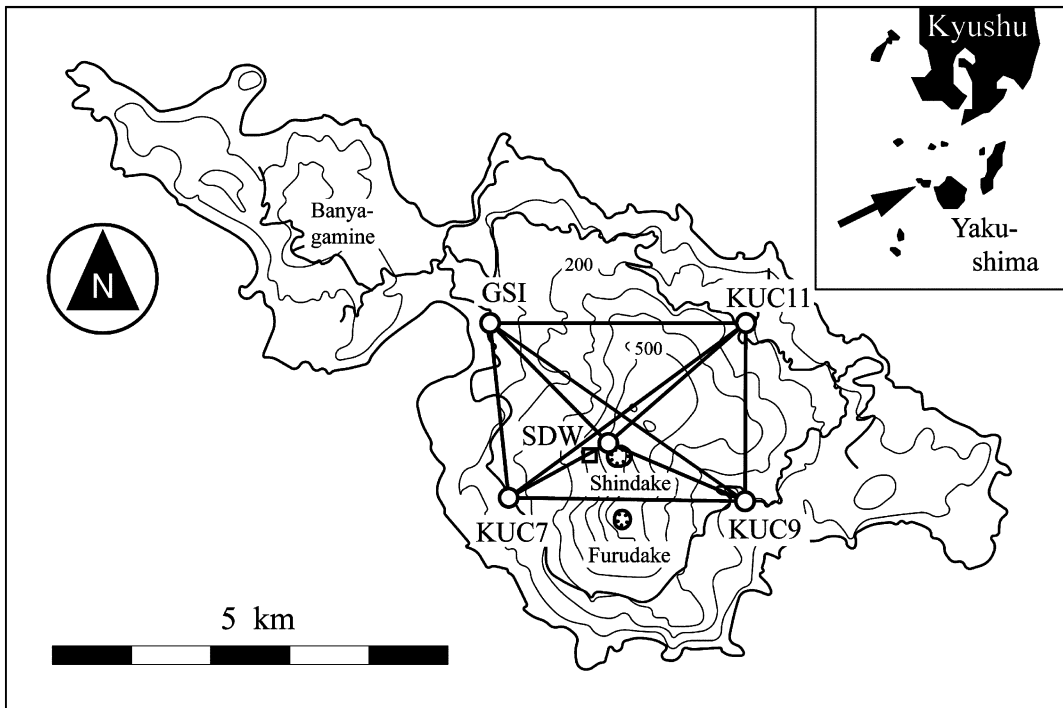 Kyushu
Yaku-
shima
Banya-
gamine
N
200
GSI
KUC11
500
SDW
Shindake
KUC7
KUC9
Furudake
5 km